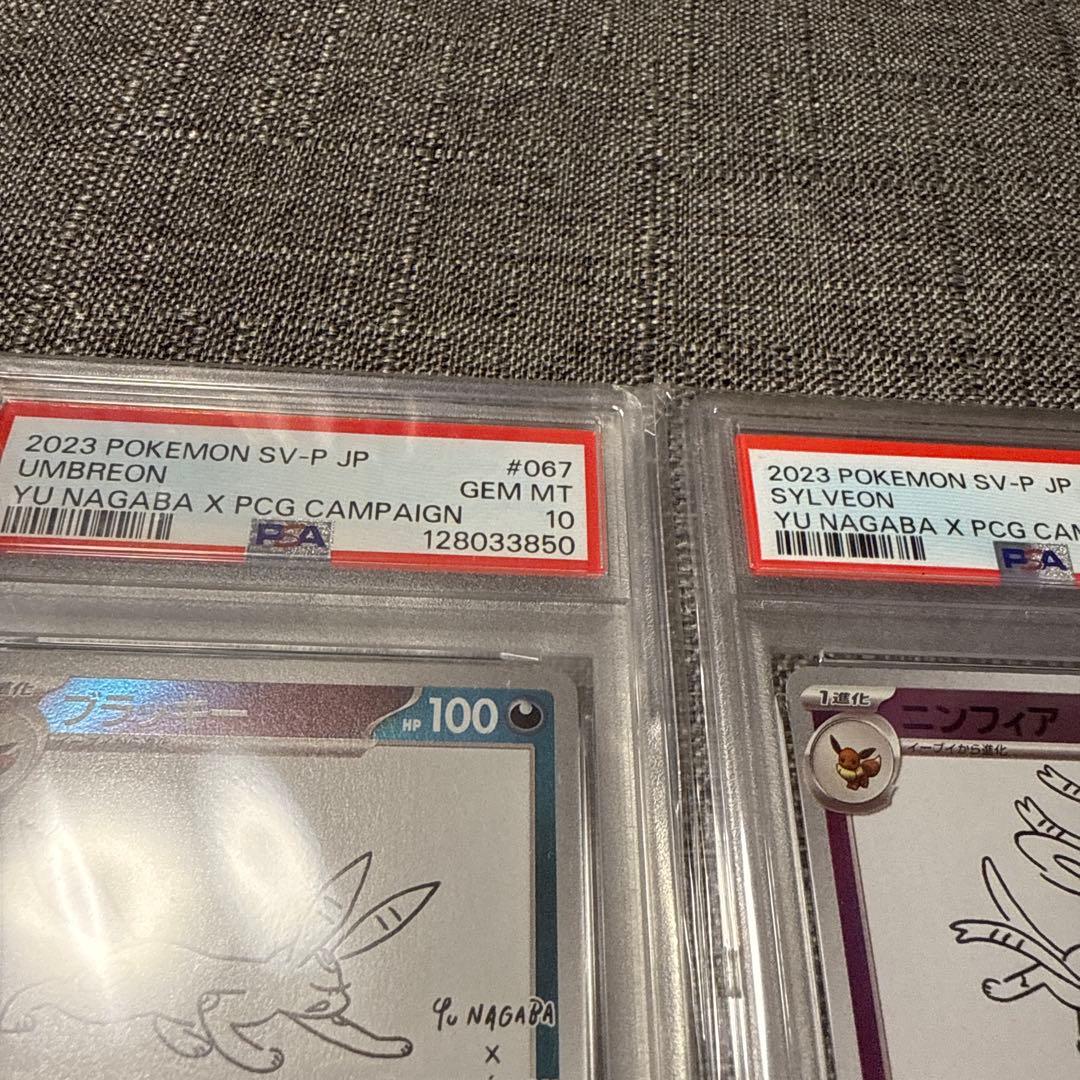 2023 POKEMON SV-P JP #067
UMBREON GEM MT
YU NAGABA X PCG CAMPAIGN 10
PSA 128033850
2023 POKEMON SV-P JP
SYLVEON
YU NAGABA X PCG CAM
PSA
進化 ブラッキー HP 100
YU NAGABA
×
1進化 ニンフィア
イーブイから進化